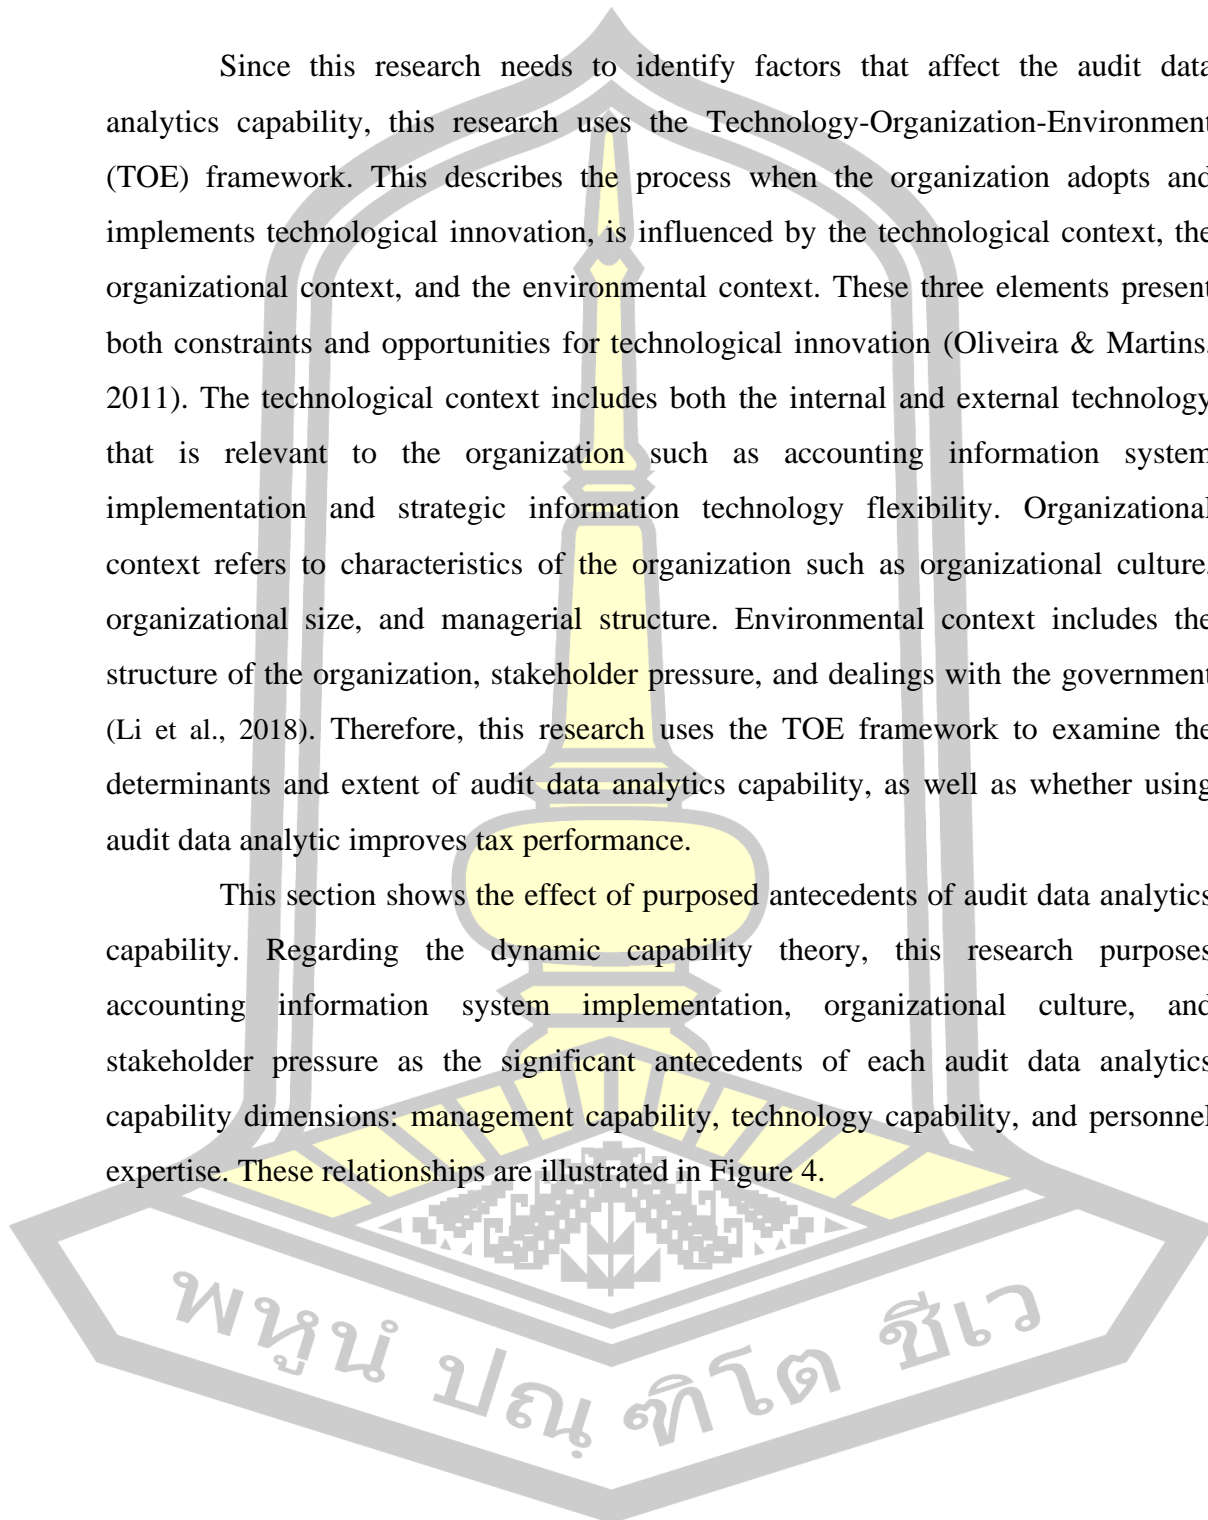 Since this research needs to identify factors that affect the audit data
analytics capability, this research uses the Technology-Organization-Environment
(TOE) framework. This describes the process when the organization adopts and
implements technological innovation, is influenced by the technological context, the
organizational context, and the environmental context. These three elements present
both constraints and opportunities for technological innovation (Oliveira & Martins,
2011). The technological context includes both the internal and external technology
that is relevant to the organization such as accounting information system
implementation and strategic information technology flexibility. Organizational
context refers to characteristics of the organization such as organizational culture,
organizational size, and managerial structure. Environmental context includes the
structure of the organization, stakeholder pressure, and dealings with the government
(Li et al., 2018). Therefore, this research uses the TOE framework to examine the
determinants and extent of audit data analytics capability, as well as whether using
audit data analytic improves tax performance.
This section shows the effect of purposed antecedents of audit data analytics
capability. Regarding the dynamic capability theory, this research purposes
accounting information system implementation, organizational culture, and
stakeholder pressure as the significant antecedents of each audit data analytics
capability dimensions: management capability, technology capability, and personnel
expertise. These relationships are illustrated in Figure 4.
พหูนํ ปณฺ ฑิโต ชีเว